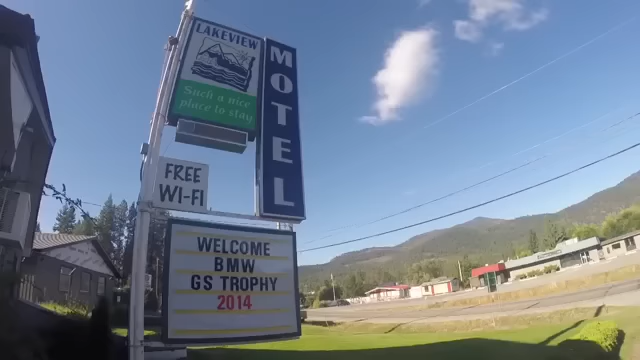 LAKEVIEW
Such a nice
place to stay
MOTEL
FREE
WI-FI
WELCOME
BMW
GS TROPHY
2014